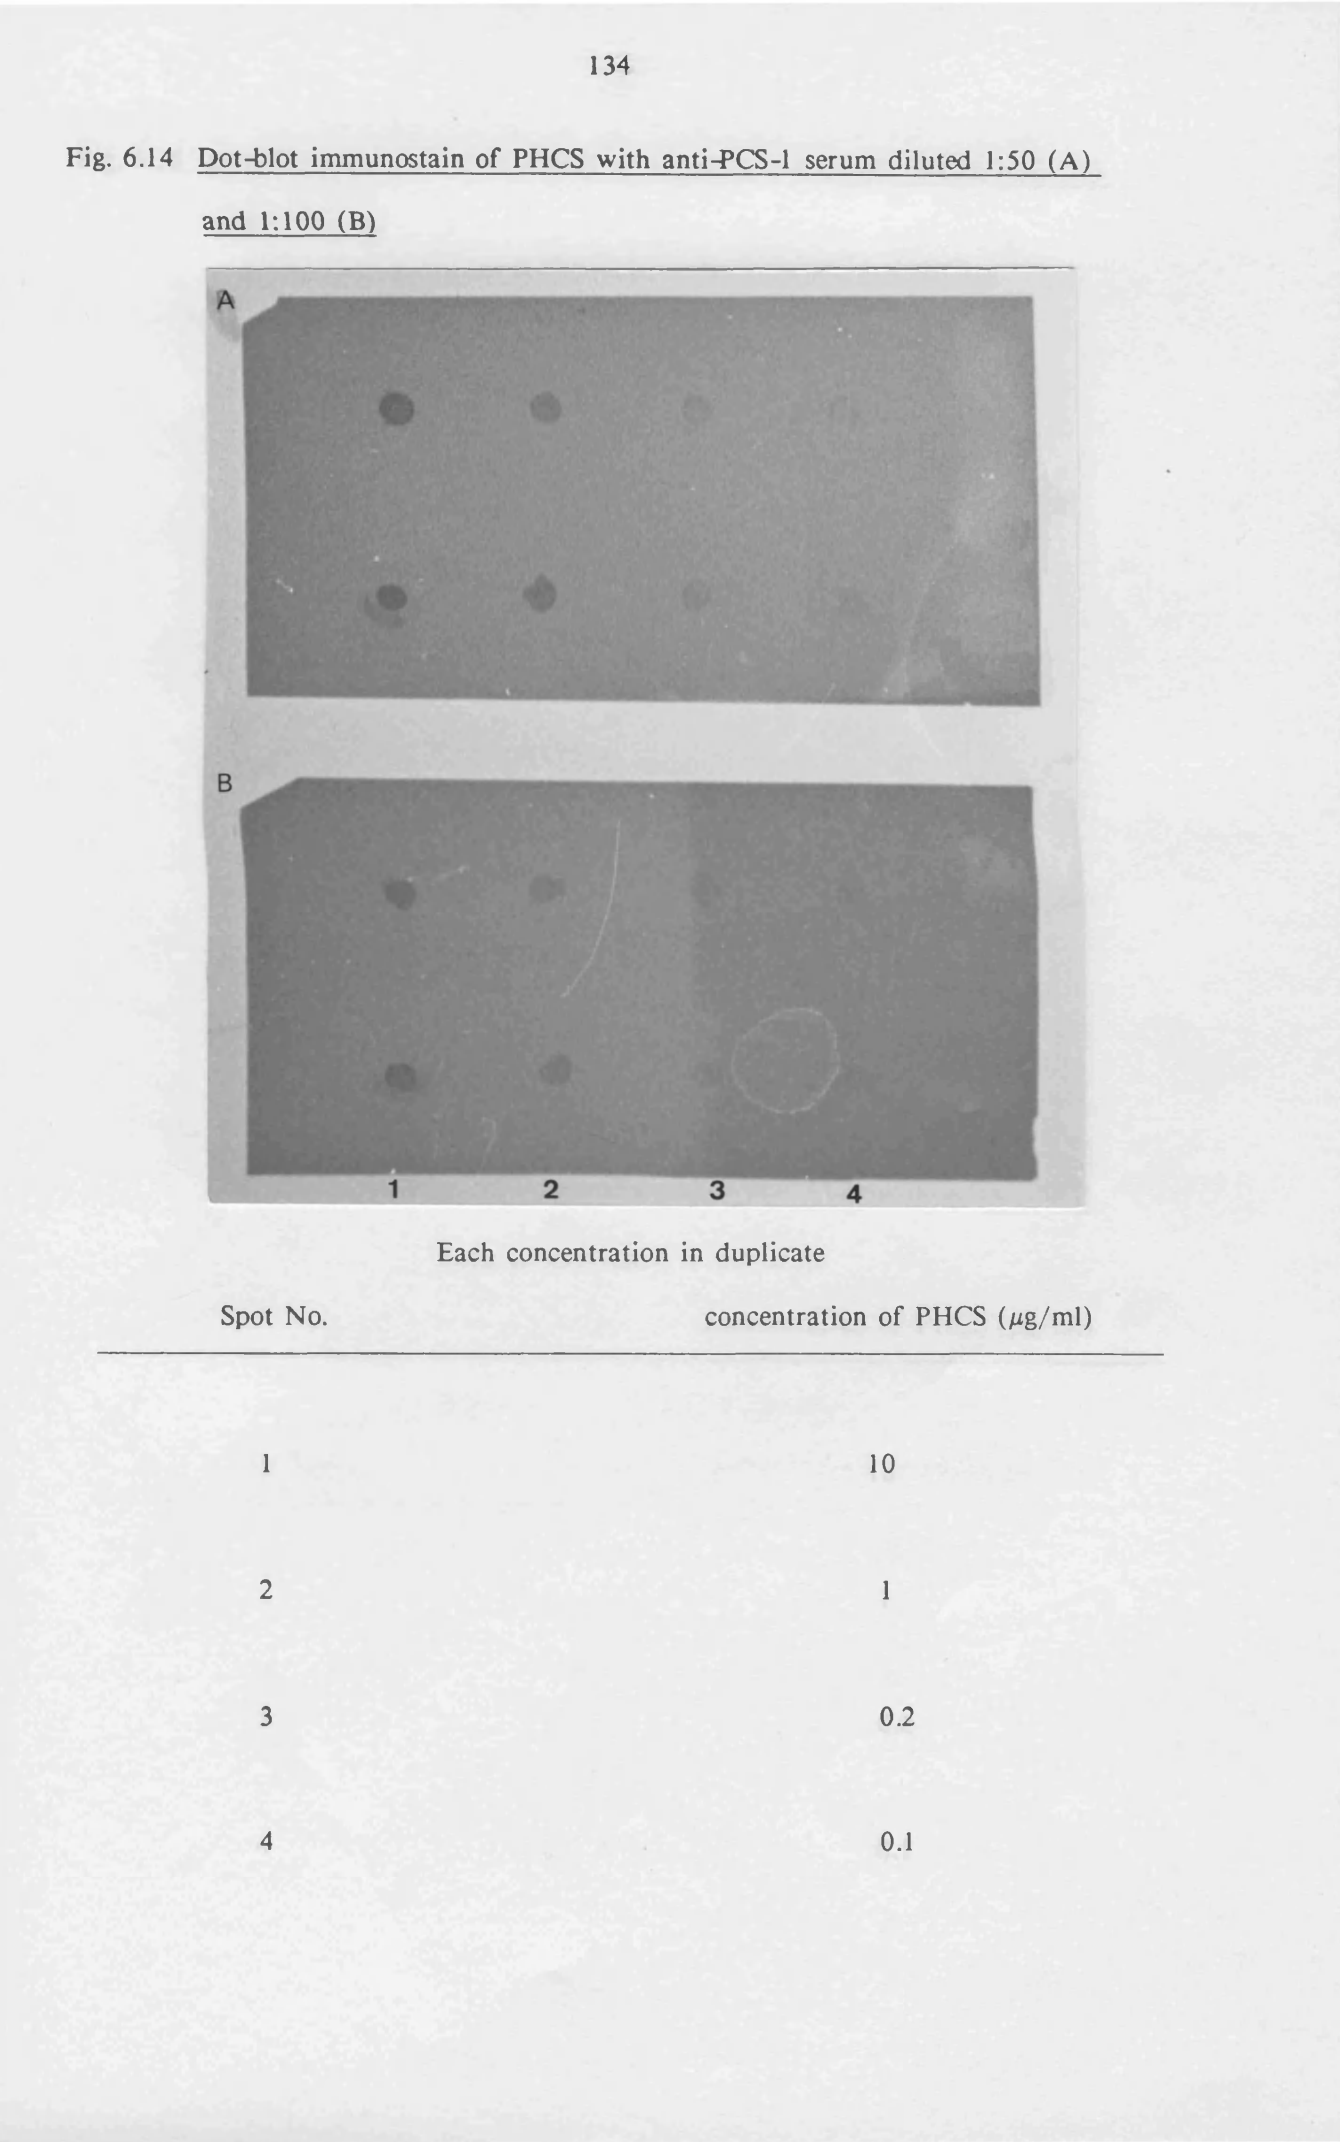 134
Fig. 6.14 Dot-blot immunostain of PHCS with anti-PCS-1 serum diluted 1:50 (A)
and 1:100 (B)
A
B
1 2 3 4
Each concentration in duplicate
Spot No. concentration of PHCS (μg/ml)
1 10
2 1
3 0.2
4 0.1